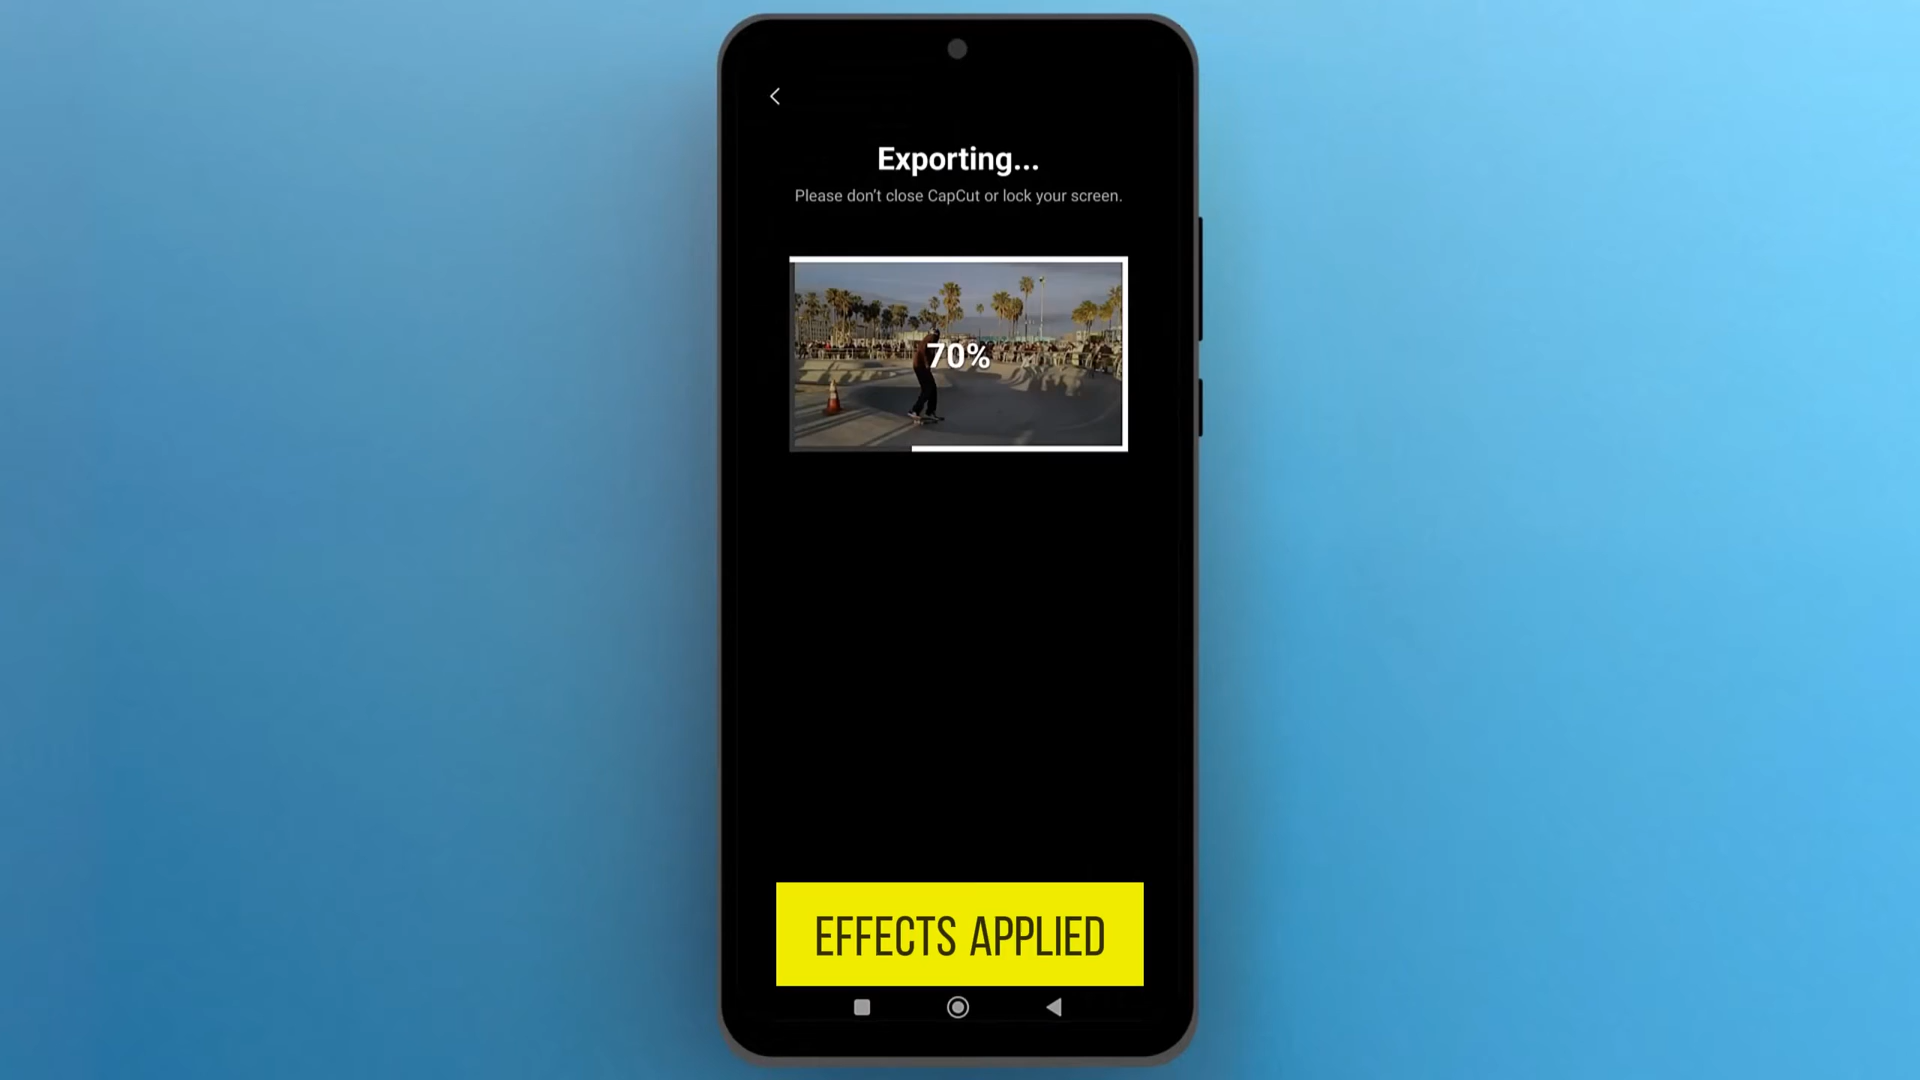 Exporting...
Please don't close CapCut or lock your screen.
70%
EFFECTS APPLIED